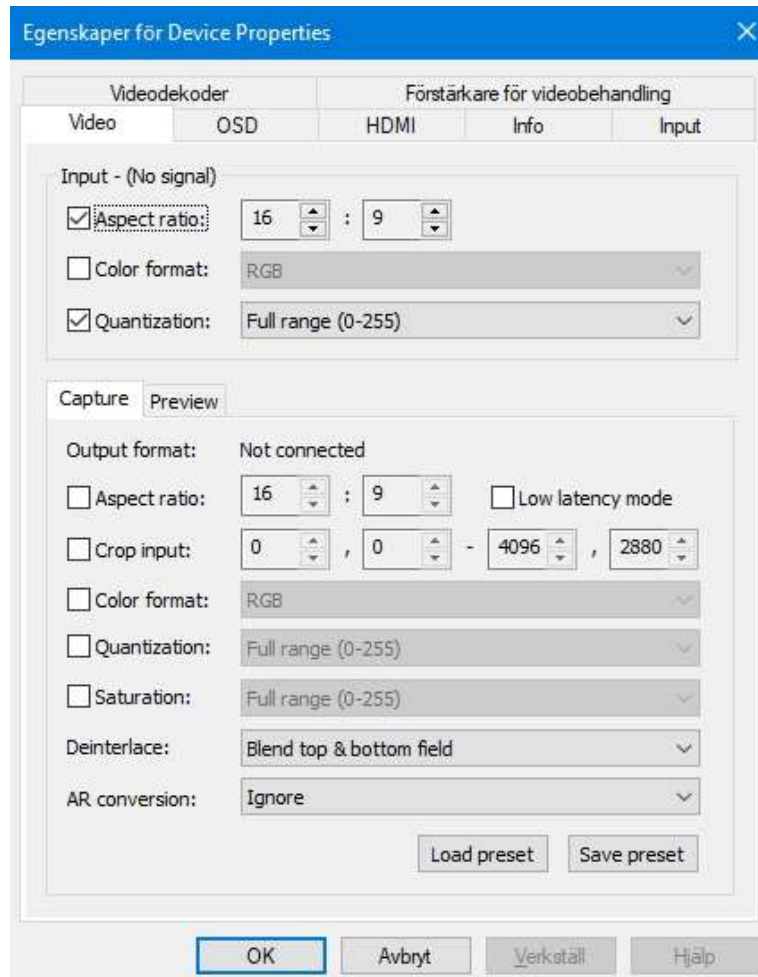 Egenskaper för Device Properties
Videodekoder Förstärkare för videobehandling
Video OSD HDMI Info Input
Input - (No signal)
Aspect ratio: 16 : 9
Color format: RGB
Quantization: Full range (0-255)
Capture Preview
Output format: Not connected
Aspect ratio: 16 : 9 Low latency mode
Crop input: 0 , 0 - 4096 , 2880
Color format: RGB
Quantization: Full range (0-255)
Saturation: Full range (0-255)
Deinterlace: Blend top & bottom field
AR conversion: Ignore
Load preset Save preset
OK Avbryt Verkställ Hjälp